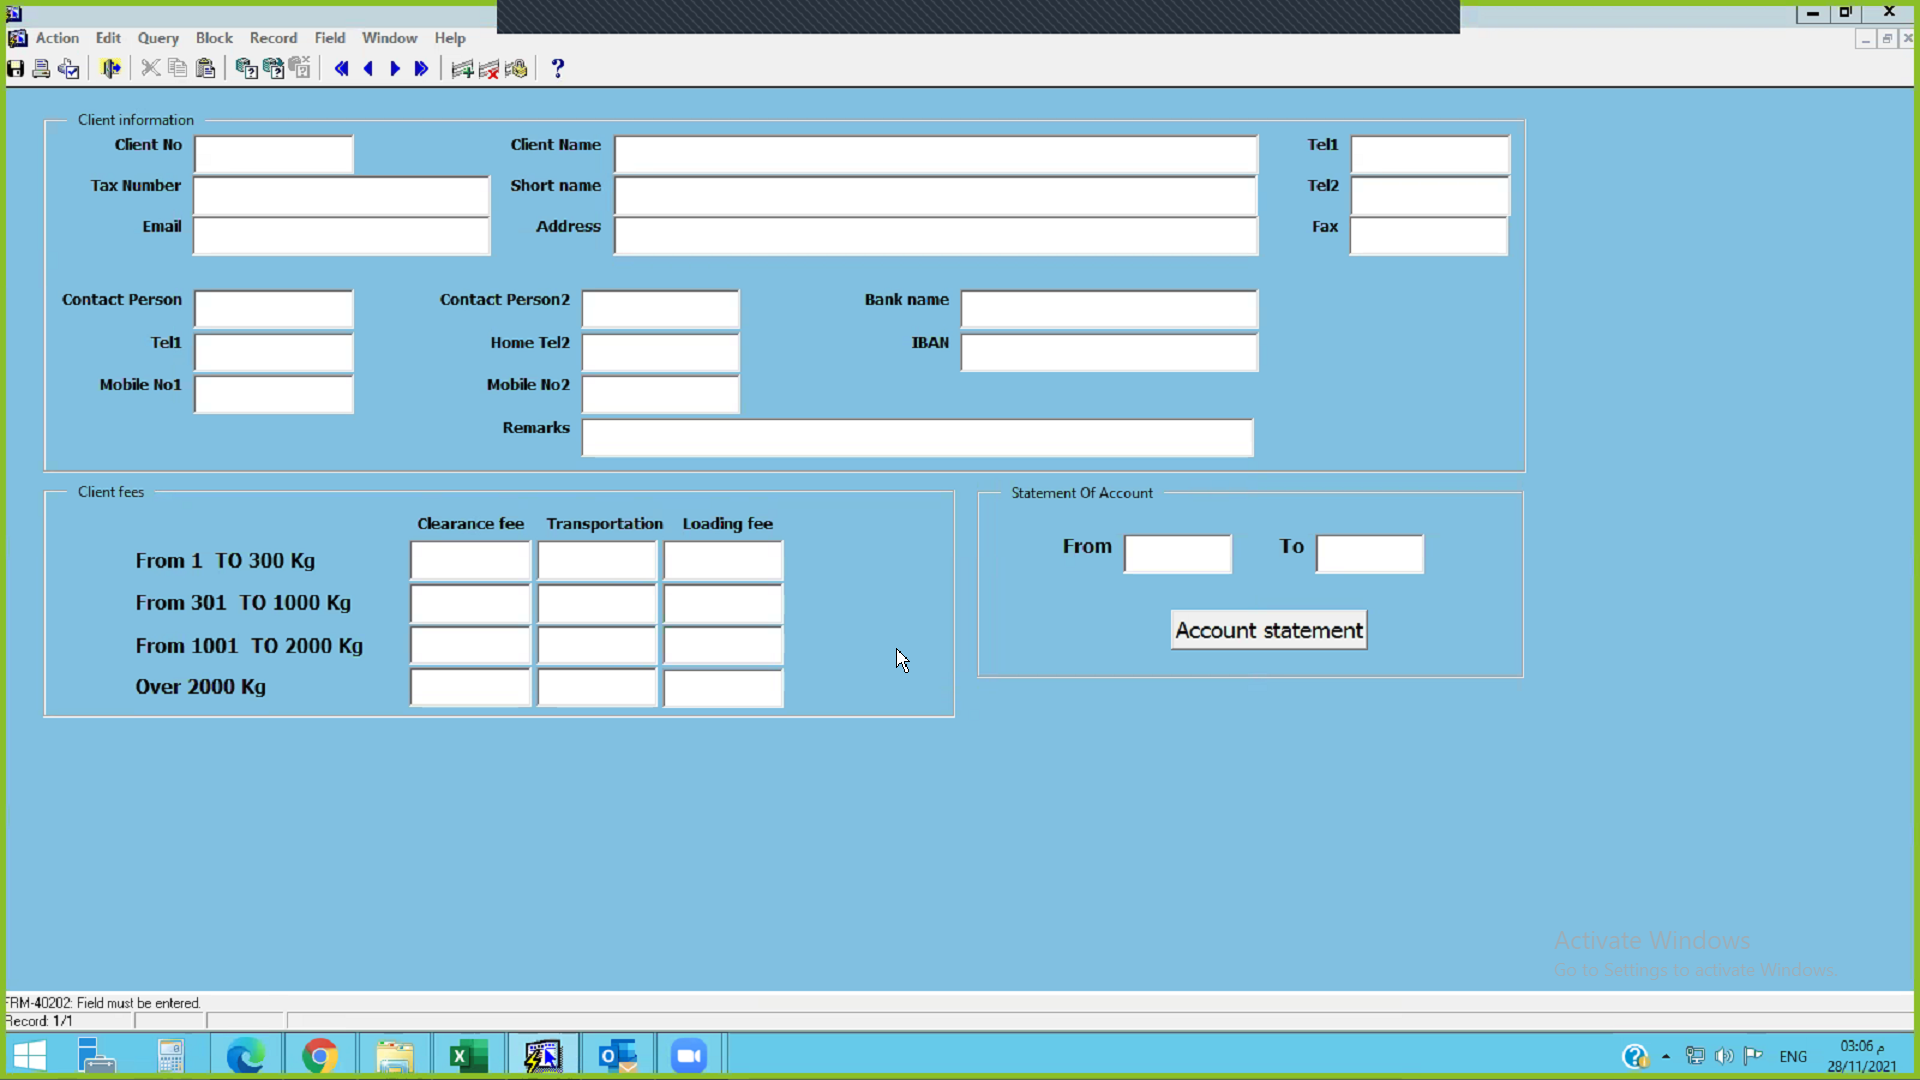 Action Edit Query Block Record Field Window Help
Client information
Client No Client Name Tel1
Tax Number Short name Tel2
Email Address Fax
Contact Person Contact Person2 Bank name
Tel1 Home Tel2 IBAN
Mobile No1 Mobile No2
Remarks
Client fees
Clearance fee Transportation Loading fee
From 1 TO 300 Kg
From 301 TO 1000 Kg
From 1001 TO 2000 Kg
Over 2000 Kg
Statement Of Account
From To
Account statement
Activate Windows
Go to Settings to activate Windows.
FRM-40202: Field must be entered.
Record: 1/1
ENG
03:06 م
28/11/2021